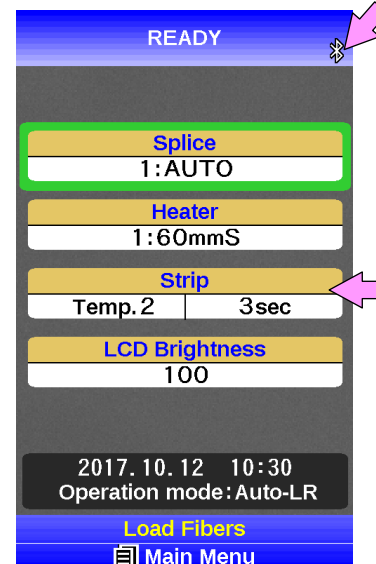 READY
Splice
1:AUTO
Heater
1:60mmS
Strip
Temp.2 3sec
LCD Brightness
100
2017.10.12 10:30
Operation mode:Auto-LR
Load Fibers
Main Menu